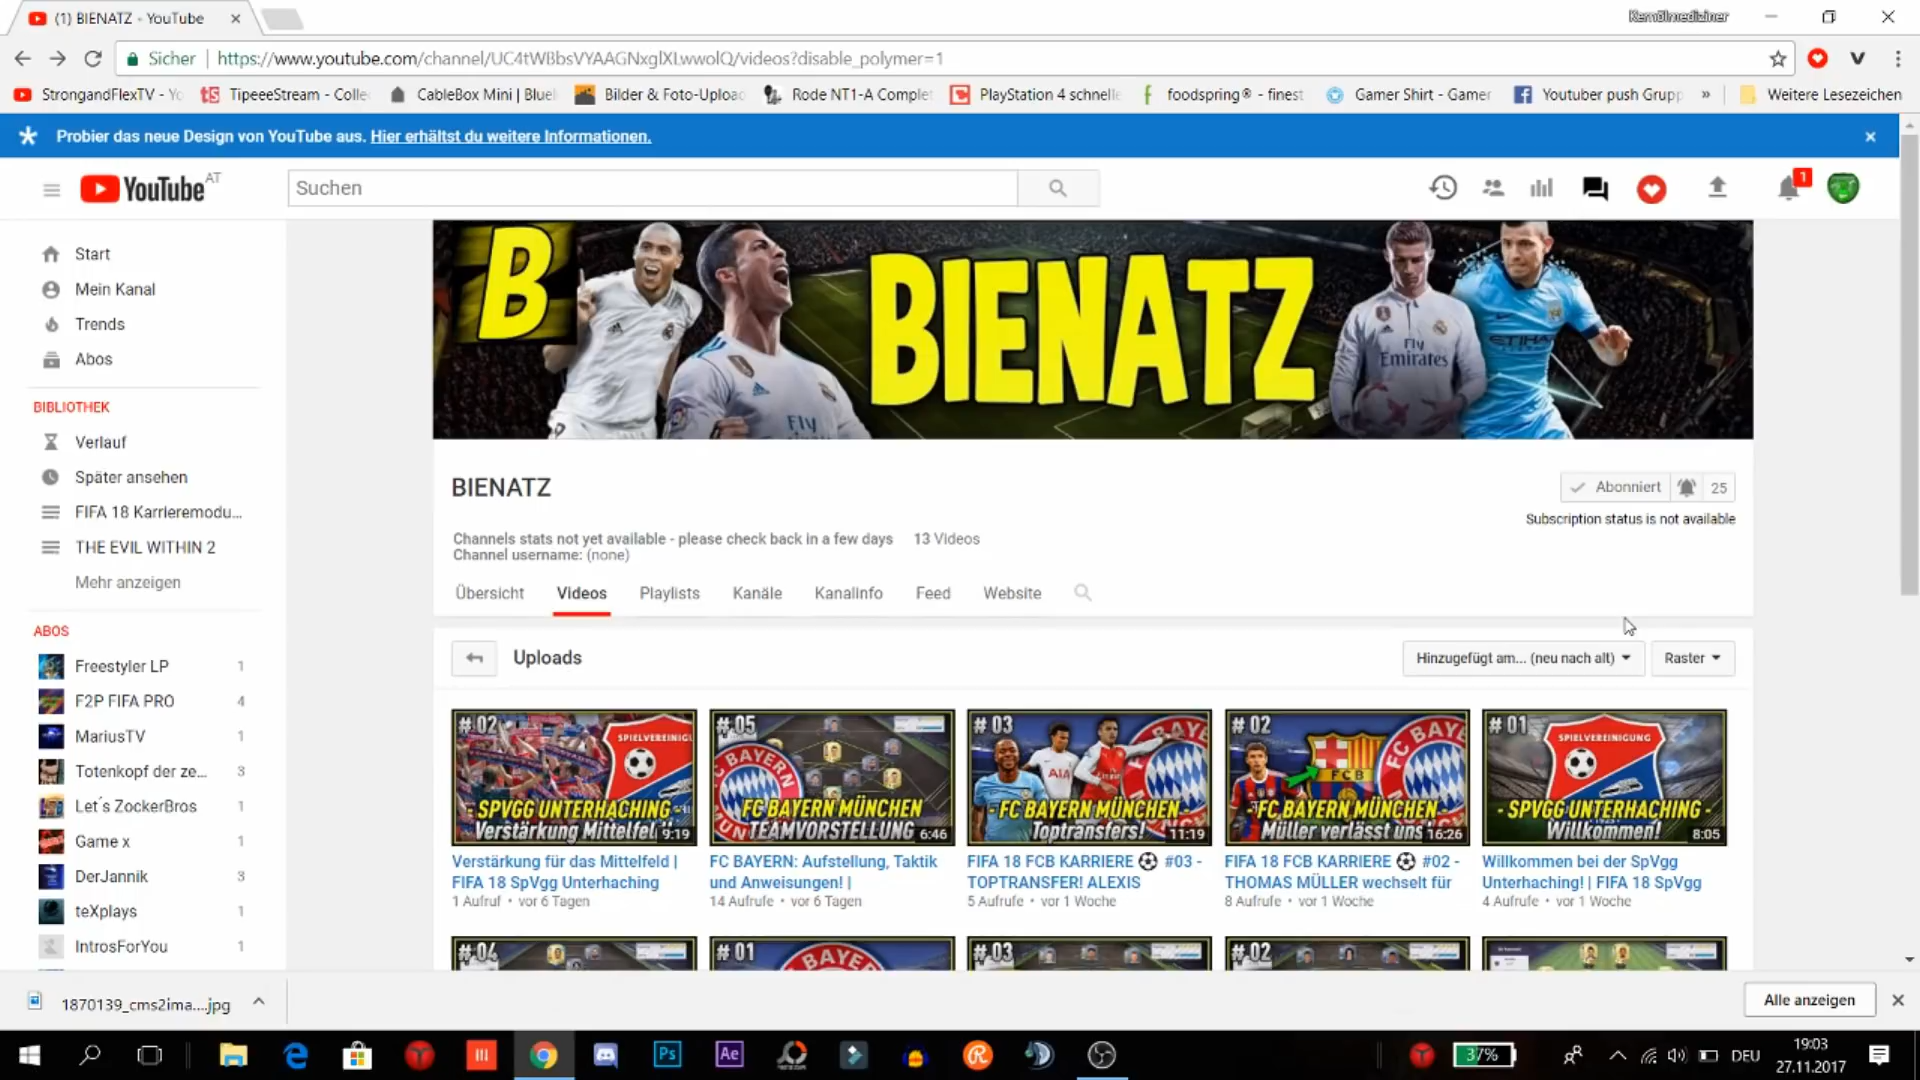 (1) BIENATZ - YouTube
Kernölmediziner
Sicher
https://www.youtube.com/channel/UC4tWBbsVYAAGNxglXLwwolQ/videos?disable_polymer=1
StrongandFlexTV - Yo
TipeeeStream - Colle
CableBox Mini | Blue
Bilder & Foto-Uploa
Rode NT1-A Complet
PlayStation 4 schnelle
foodspring® - finest
Gamer Shirt - Gamer
Youtuber push Grupp
»
Weitere Lesezeichen
Probier das neue Design von YouTube aus. Hier erhältst du weitere Informationen.
YouTube AT
Suchen
1
Start
Mein Kanal
Trends
Abos
BIBLIOTHEK
Verlauf
Später ansehen
FIFA 18 Karrieremodu...
THE EVIL WITHIN 2
Mehr anzeigen
ABOS
Freestyler LP 1
F2P FIFA PRO 4
MariusTV 1
Totenkopf der ze... 3
Let´s ZockerBros 1
Game x 1
DerJannik 3
teXplays 1
IntrosForYou 1
B
BIENATZ
Fly
Fly
Emirates
ETIHAD
BIENATZ
Abonniert 25
Subscription status is not available
Channels stats not yet available - please check back in a few days 13 Videos
Channel username: (none)
Übersicht Videos Playlists Kanäle Kanalinfo Feed Website
Uploads
Hinzugefügt am... (neu nach alt)
Raster
# 02
SPIELVEREINIGU
- SPVGG UNTERHACHING -
Verstärkung Mittelfel
9:19
Verstärkung für das Mittelfeld |
FIFA 18 SpVgg Unterhaching
1 Aufruf • vor 6 Tagen
# 05
FC BAYERN MÜNCHEN
TEAMVORSTELLUNG
6:46
FC BAYERN: Aufstellung, Taktik
und Anweisungen! |
14 Aufrufe • vor 6 Tagen
# 03
- FC BAYERN MÜNCHEN -
Toptransfers!
11:19
FIFA 18 FCB KARRIERE ⚽ #03 -
TOPTRANSFER! ALEXIS
5 Aufrufe • vor 1 Woche
# 02
FCB
- FC BAYERN MÜNCHEN -
Müller verlässt uns
16:26
FIFA 18 FCB KARRIERE ⚽ #02 -
THOMAS MÜLLER wechselt für
8 Aufrufe • vor 1 Woche
# 01
SPIELVEREINIGUNG
- SPVGG UNTERHACHING -
Willkommen!
8:05
Willkommen bei der SpVgg
Unterhaching! | FIFA 18 SpVgg
4 Aufrufe • vor 1 Woche
# 04
# 01
BAYE
# 03
# 02
1870139_cms2ima....jpg
Alle anzeigen
Ps
Ae
37%
DEU
19:03
27.11.2017